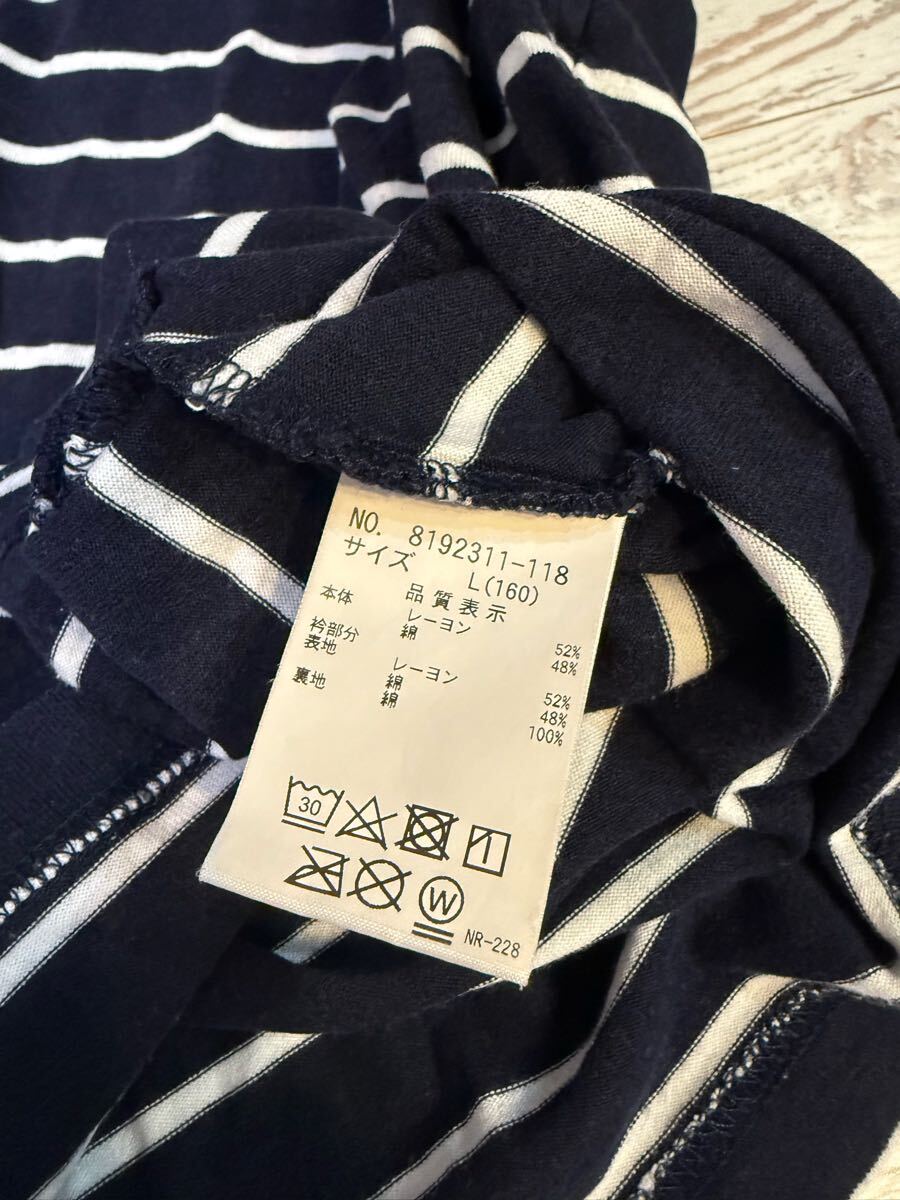 NO. 8192311-118
サイズ L(160)
品質表示
本体 レーヨン 52%
綿 48%
衿部分
表地 レーヨン 52%
綿 48%
裏地 綿 100%
30
W
NR-228